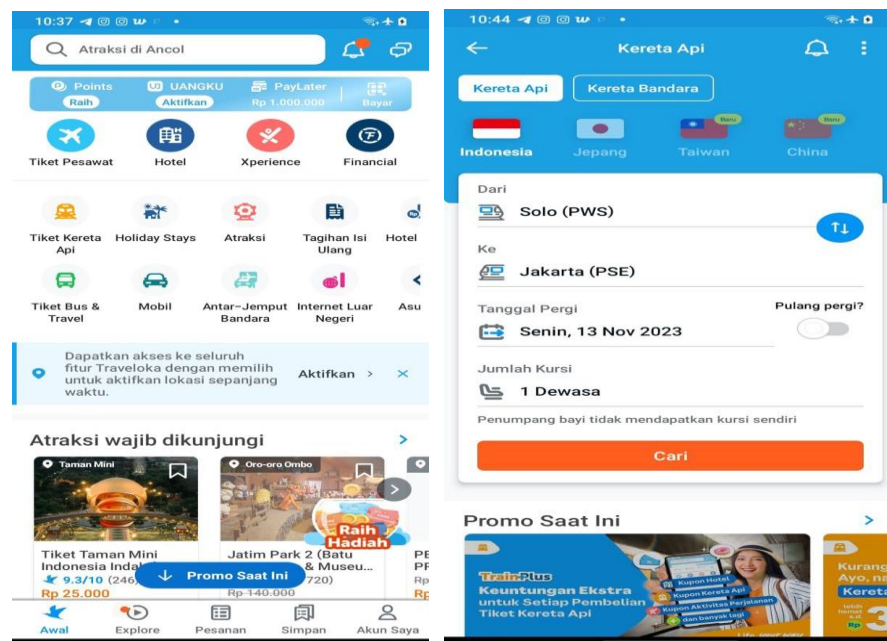 10:37
Atraksi di Ancol
Points
UANGKU
PayLater
Raih
Aktifkan
Rp 1.000.000
Bayar
Tiket Pesawat
Hotel
Xperience
Financial
Tiket Kereta Api
Holiday Stays
Atraksi
Tagihan Isi Ulang
Hotel
Tiket Bus & Travel
Mobil
Antar-Jemput Bandara
Internet Luar Negeri
Asu
Dapatkan akses ke seluruh
fitur Traveloka dengan memilih
untuk aktifkan lokasi sepanjang
waktu.
Aktifkan
Atraksi wajib dikunjungi
Taman Mini
Oro-oro Ombo
Raih
Hadiah
Tiket Taman Mini
Indonesia Inda
9.3/10 (246
Rp 25.000
Jatim Park 2 (Batu
& Museu...
720)
Rp 140.000
Rp
Promo Saat Ini
Awal
Explore
Pesanan
Simpan
Akun Saya
10:44
Kereta Api
Kereta Api
Kereta Bandara
Baru
Baru
Indonesia
Jepang
Taiwan
China
Dari
Solo (PWS)
Ke
Jakarta (PSE)
Tanggal Pergi
Pulang pergi?
Senin, 13 Nov 2023
Jumlah Kursi
1 Dewasa
Penumpang bayi tidak mendapatkan kursi sendiri
Cari
Promo Saat Ini
TrainPlus
Keuntungan Ekstra
untuk Setiap Pembelian
Tiket Kereta Api
Kupon Hotel
Kupon Kereta Api
Kupon Aktivitas Perjalanan
dan banyak lagi
Kurang
Ayo, na
Kereta
Rp 3